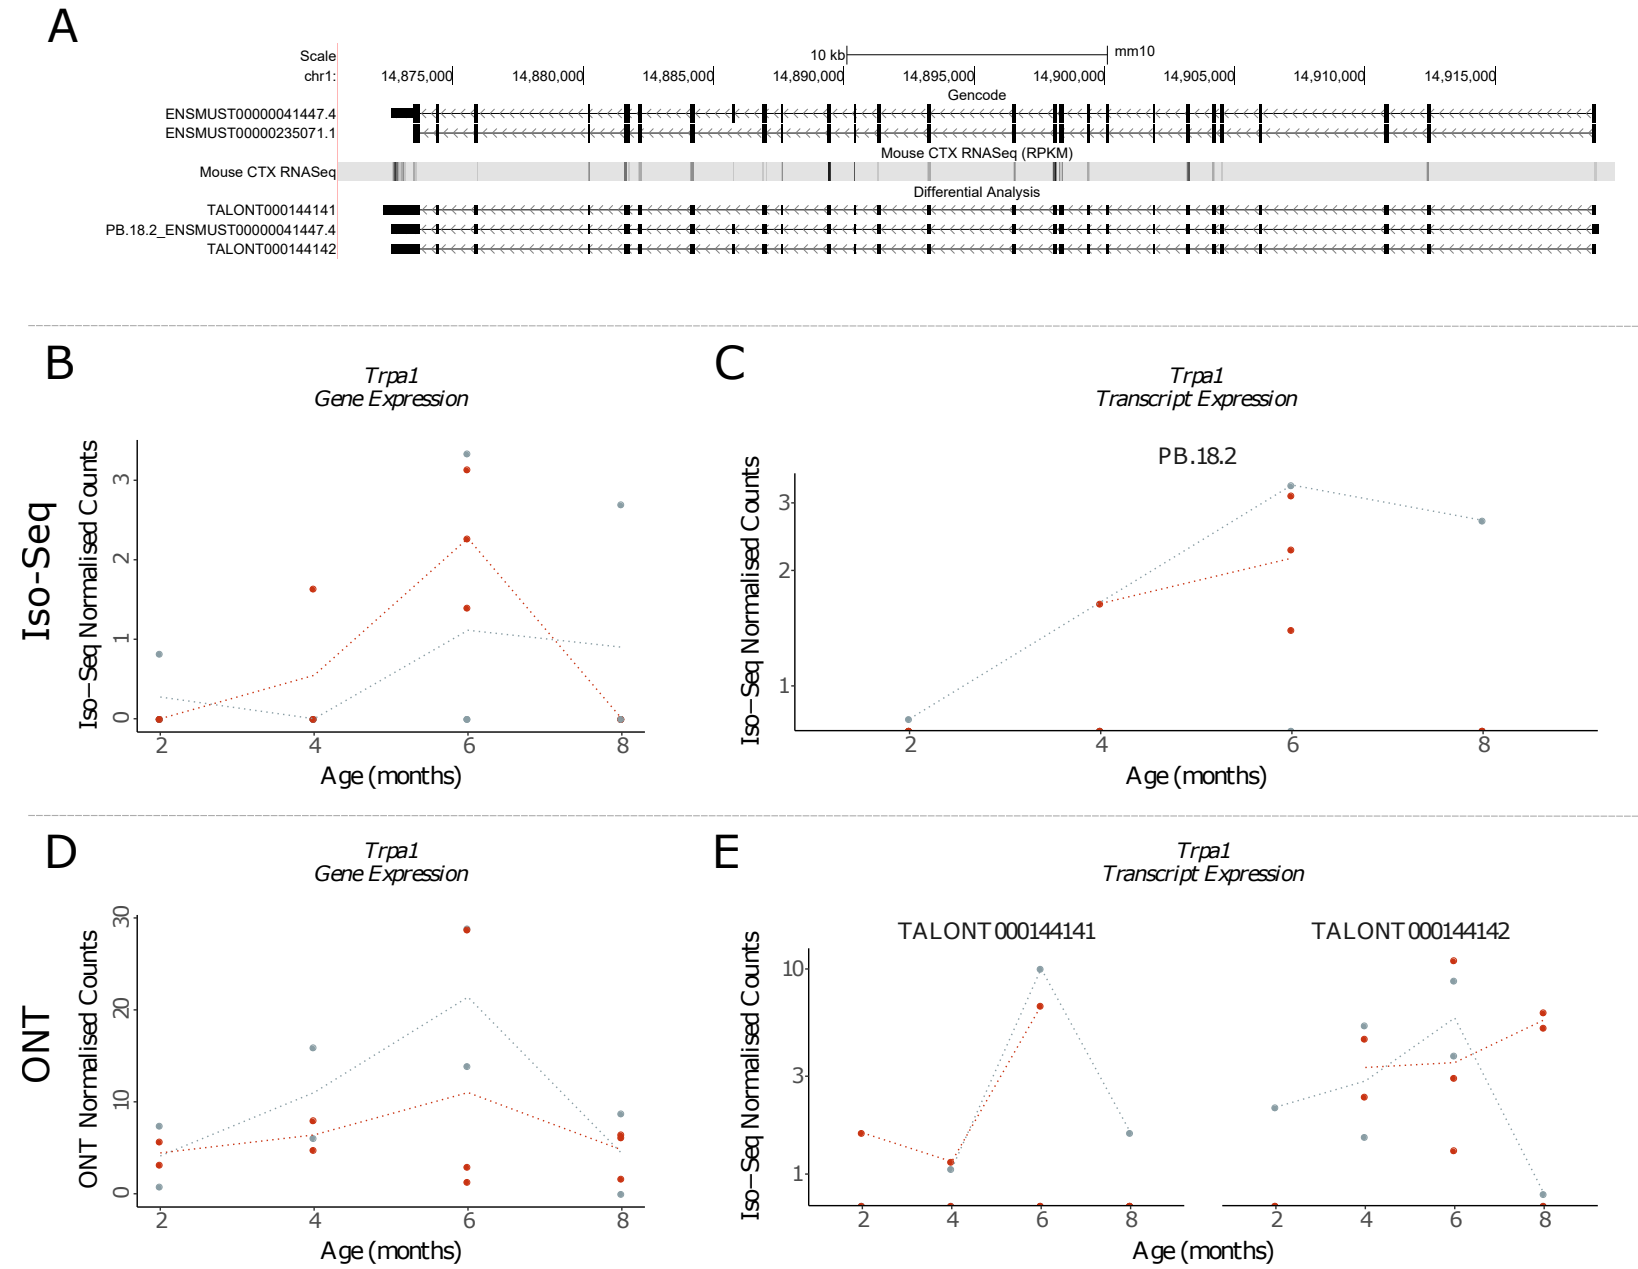 A
Scale 10 kb mm10
chr1: 14,875,000 14,880,000 14,885,000 14,890,000 14,895,000 14,900,000 14,905,000 14,910,000 14,915,000
Gencode
ENSMUST00000041447.4
ENSMUST00000235071.1
Mouse CTX RNASeq (RPKM)
Mouse CTX RNASeq
Differential Analysis
TALONT000144141
PB.18.2_ENSMUST00000041447.4
TALONT000144142
Iso-Seq
B
Trpa1
Gene Expression
Iso−Seq Normalised Counts
3
2
1
0
2 4 6 8
Age (months)
C
Trpa1
Transcript Expression
PB.18.2
Iso−Seq Normalised Counts
3
2
1
2 4 6 8
Age (months)
ONT
D
Trpa1
Gene Expression
ONT Normalised Counts
30
20
10
0
2 4 6 8
Age (months)
E
Trpa1
Transcript Expression
TALONT000144141 TALONT000144142
Iso−Seq Normalised Counts
10
3
1
2 4 6 8 2 4 6 8
Age (months)